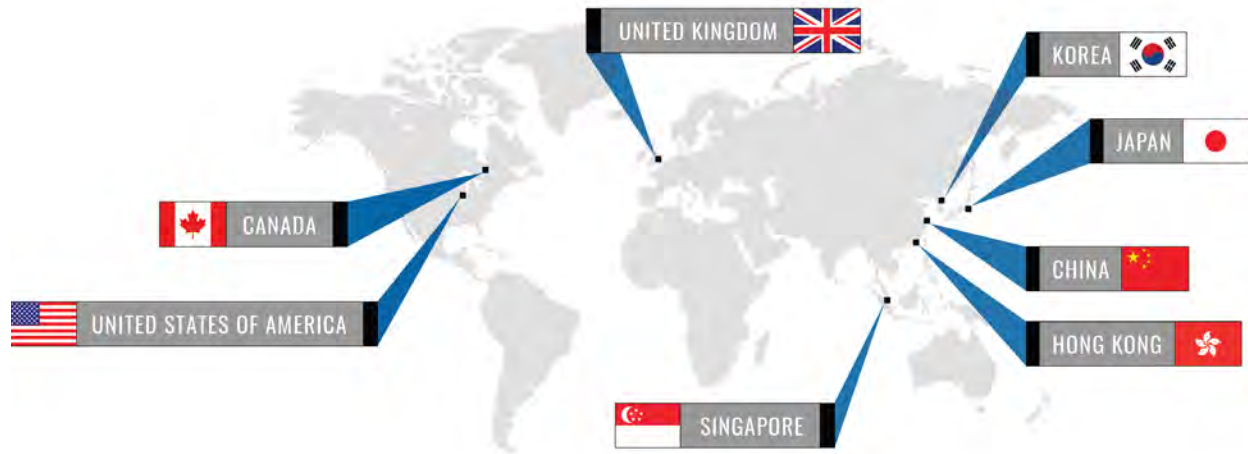 UNITED KINGDOM
KOREA
JAPAN
CANADA
CHINA
UNITED STATES OF AMERICA
HONG KONG
SINGAPORE